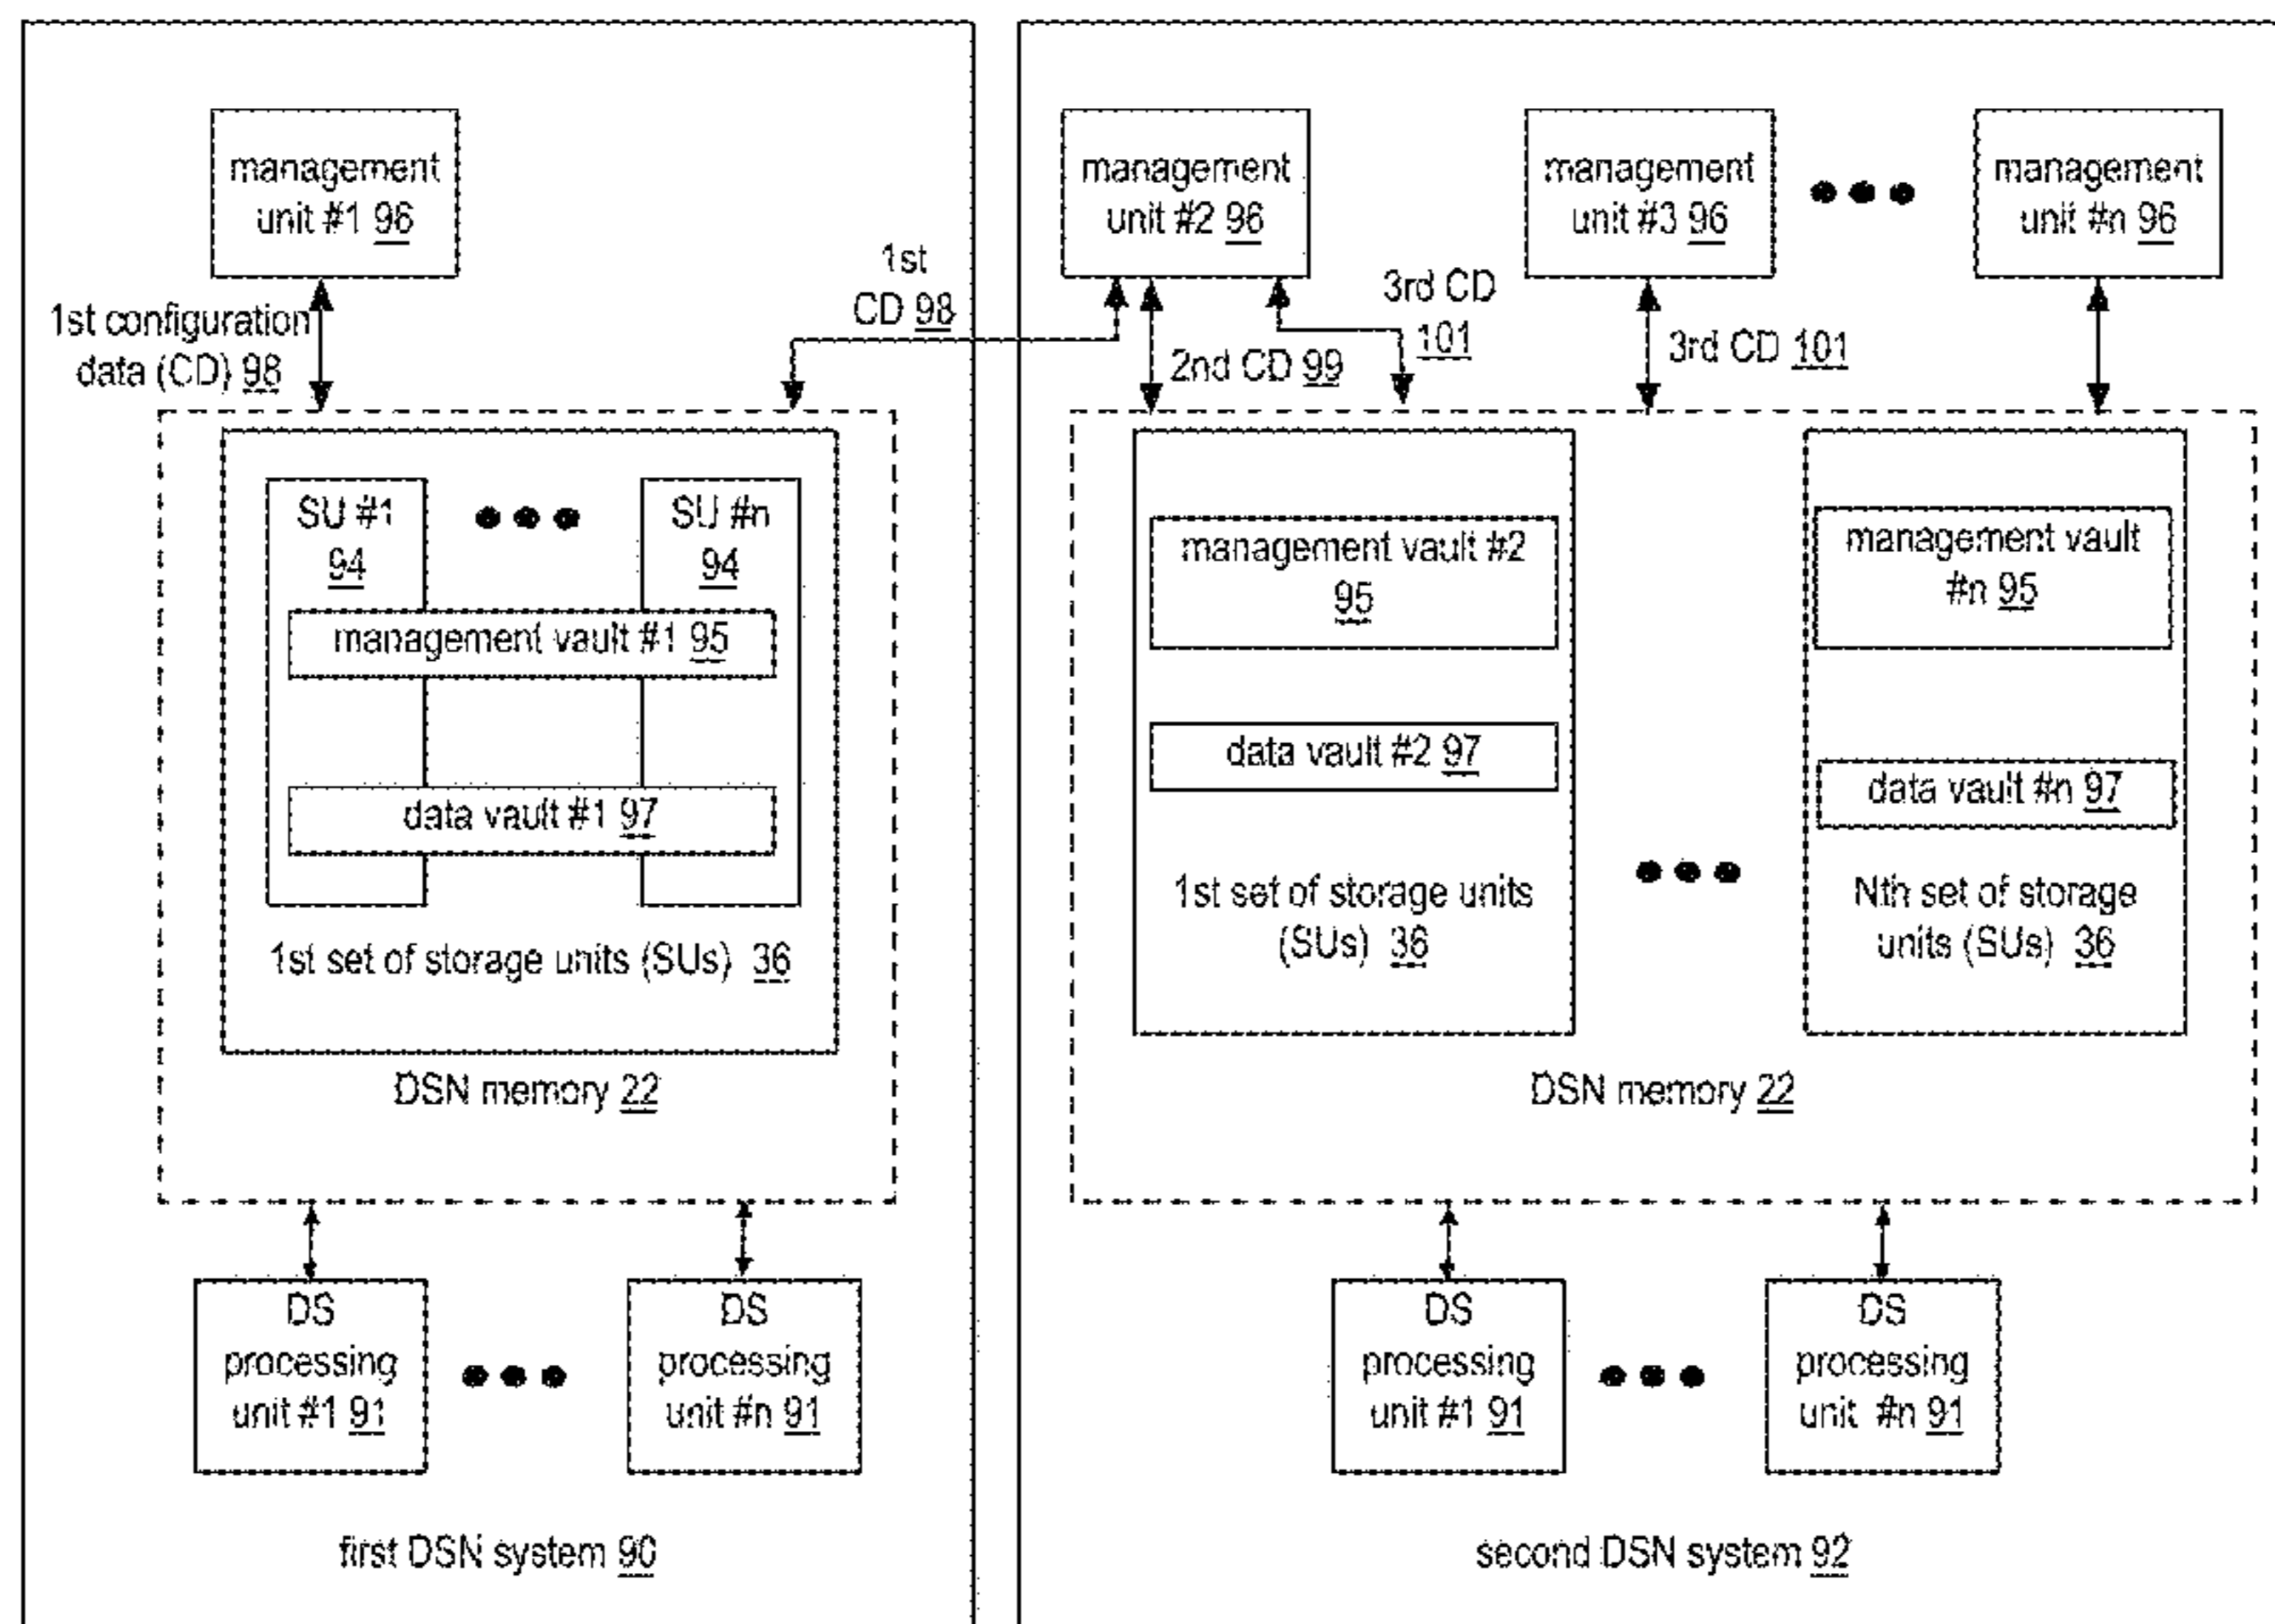 management
unit #1 96
1st configuration
data (CD) 98
SU #1
94
SU #n
94
management vault #1 95
data vault #1 97
1st set of storage units (SUs) 36
DSN memory 22
DS
processing
unit #1 91
DS
processing
unit #n 91
first DSN system 90
1st
CD 98
management
unit #2 96
management
unit #3 96
management
unit #n 96
2nd CD 99
3rd CD
101
3rd CD 101
management vault #2
95
data vault #2 97
1st set of storage units
(SUs) 36
management vault
#n 95
data vault #n 97
Nth set of storage
units (SUs) 36
DSN memory 22
DS
processing
unit #1 91
DS
processing
unit #n 91
second DSN system 92